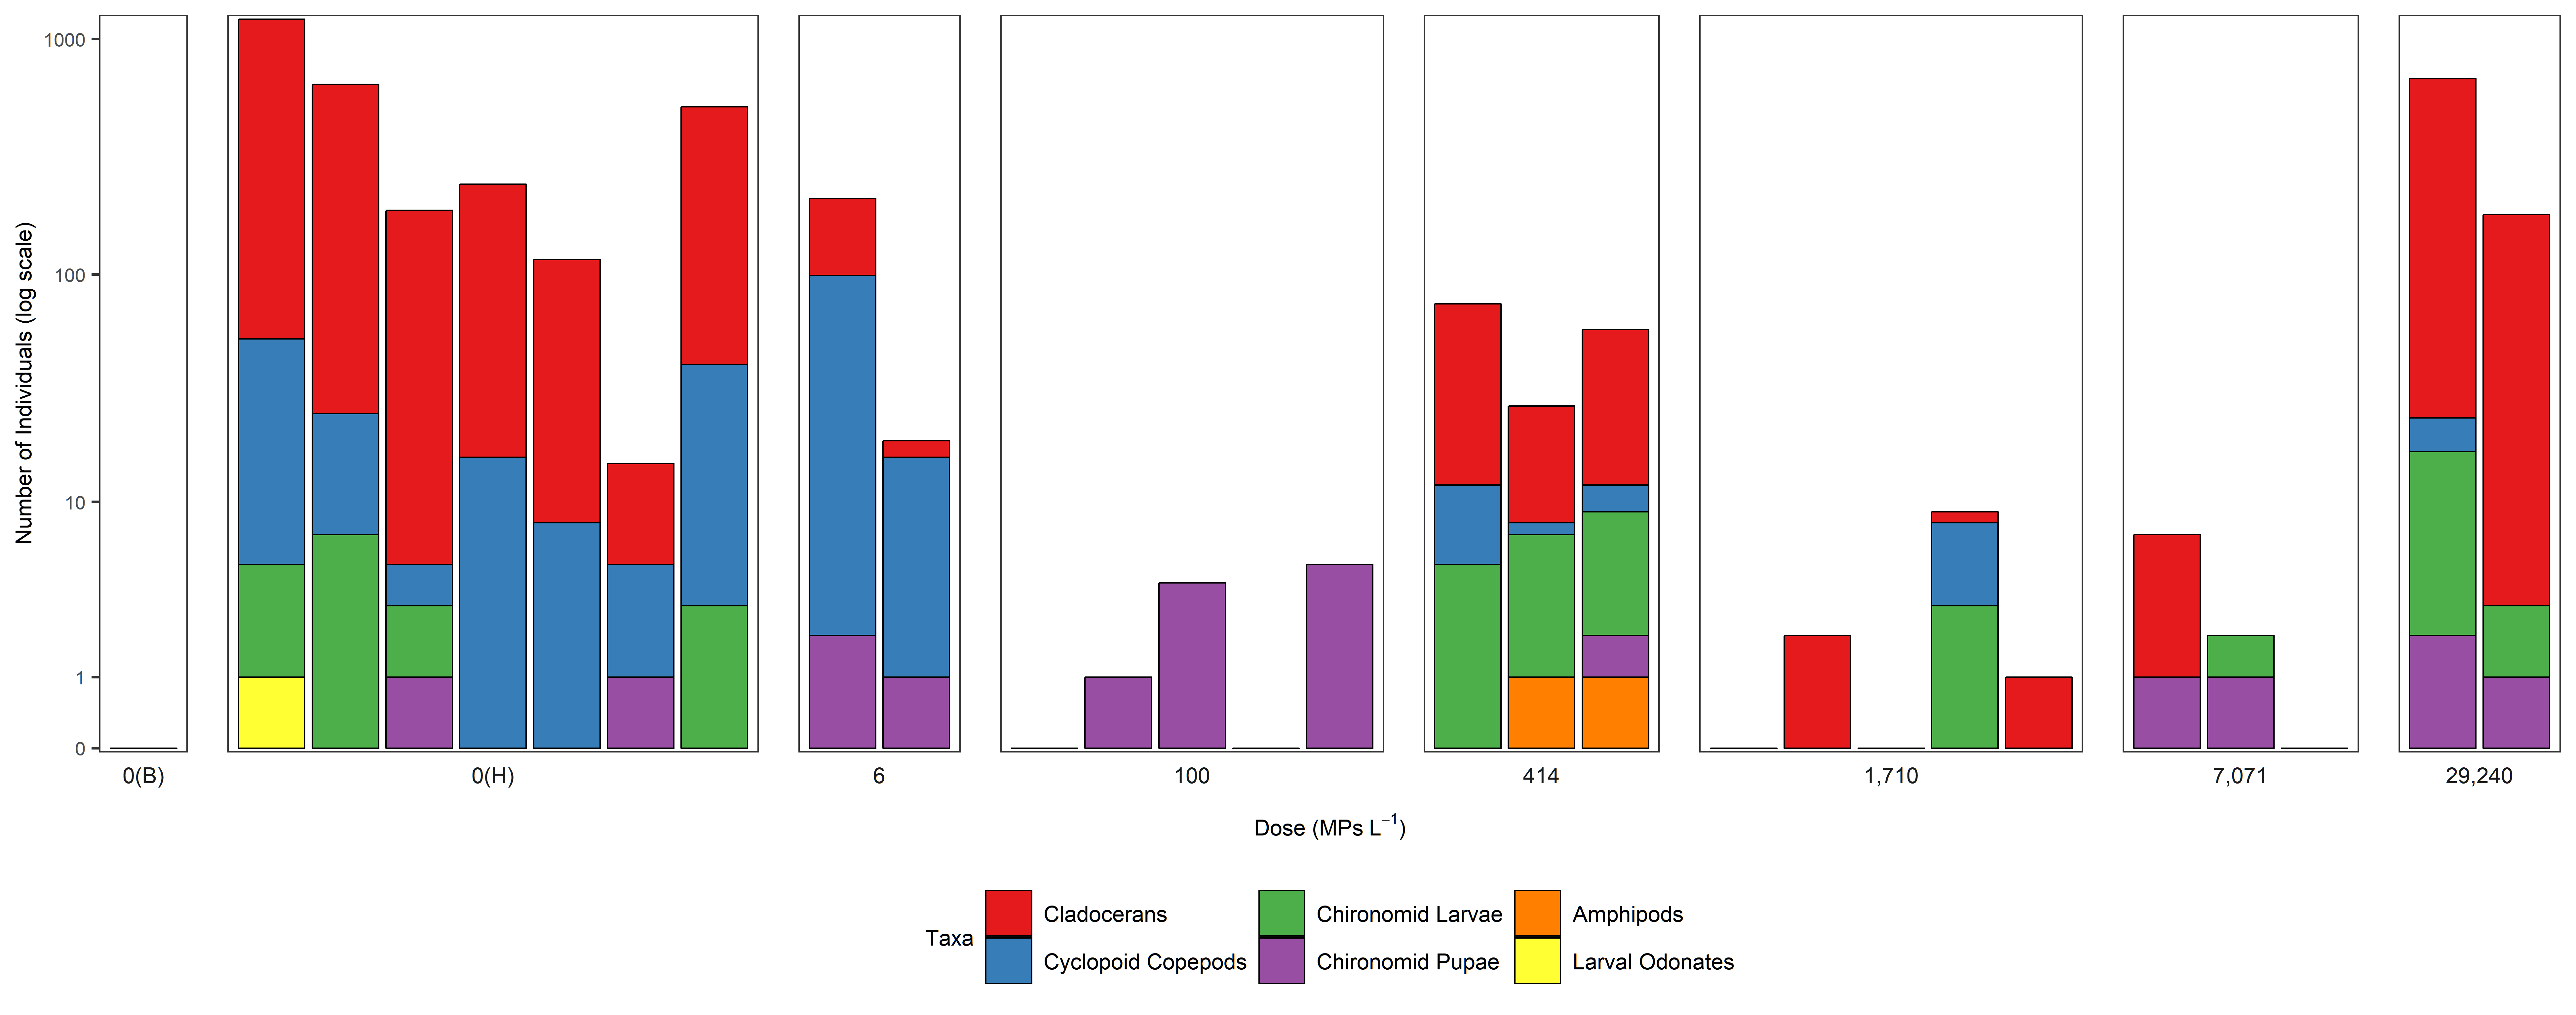 Number of Individuals (log scale)
1000
100
10
1
0
0(B) 0(H) 6 100 414 1,710 7,071 29,240
Dose (MPs L⁻¹)
Taxa
Cladocerans Chironomid Larvae Amphipods
Cyclopoid Copepods Chironomid Pupae Larval Odonates